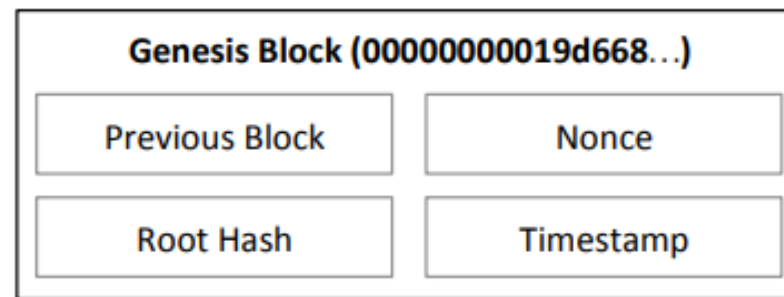 Genesis Block (00000000019d668...)
Previous Block
Nonce
Root Hash
Timestamp